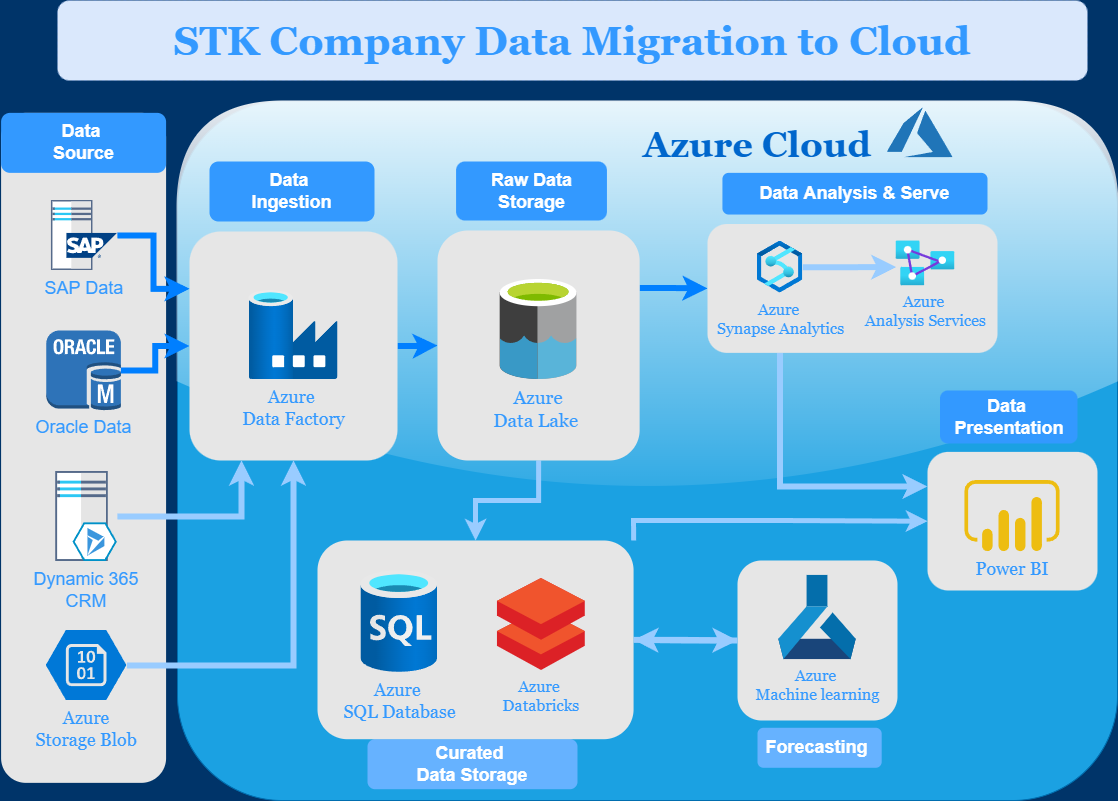 STK Company Data Migration to Cloud
Data
Source
SAP
SAP Data
ORACLE
M
Oracle Data
Dynamic 365
CRM
10
01
Azure
Storage Blob
Azure Cloud
Data
Ingestion
Azure
Data Factory
Raw Data
Storage
Azure
Data Lake
Data Analysis & Serve
Azure
Synapse Analytics
Azure
Analysis Services
Data
Presentation
Power BI
SQL
Azure
SQL Database
Azure
Databricks
Curated
Data Storage
Azure
Machine learning
Forecasting